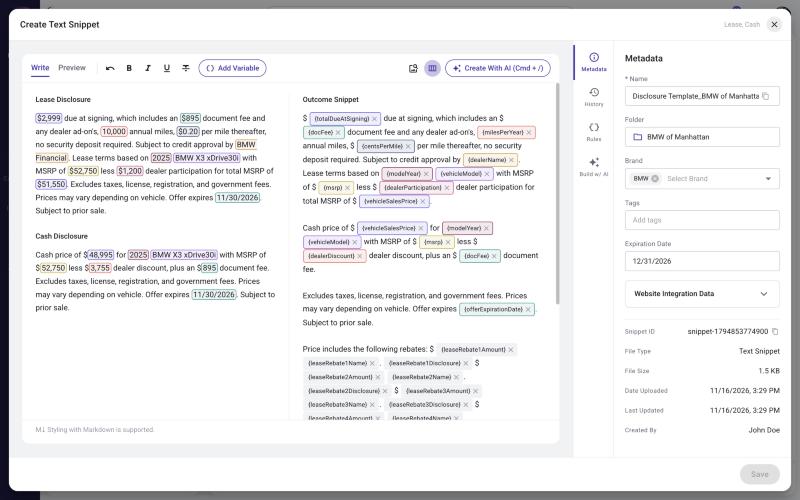 Create Text Snippet
Lease, Cash
Write
Preview
B
I
U
S
Add Variable
Create With AI (Cmd + /)
Lease Disclosure
$2,999 due at signing, which includes an $895 document fee and
any dealer ad-on's, 10,000 annual miles, $0.20 per mile thereafter,
no security deposit required. Subject to credit approval by BMW
Financial. Lease terms based on 2025 BMW X3 xDrive30i with
MSRP of $52,750 less $1,200 dealer participation for total MSRP of
$51,550. Excludes taxes, license, registration, and government fees.
Prices may vary depending on vehicle. Offer expires 11/30/2026.
Subject to prior sale.
Cash Disclosure
Cash price of $48,995 for 2025 BMW X3 xDrive30i with MSRP of
$52,750 less 3,755 dealer discount, plus an $895 document fee.
Excludes taxes, license, registration, and government fees. Prices
may vary depending on vehicle. Offer expires 11/30/2026. Subject to
prior sale.
Outcome Snippet
$ {totalDueAtSigning} due at signing, which includes an $
{docFee} document fee and any dealer ad-on's, {milesPerYear}
annual miles, $ {centsPerMile} per mile thereafter, no security
deposit required. Subject to credit approval by {dealerName} .
Lease terms based on {modelYear} {vehicleModel} with MSRP
of $ {msrp} less $ {dealerParticipation} dealer participation for
total MSRP of $ {vehicleSalesPrice} .
Cash price of $ {vehicleSalesPrice} for {modelYear}
{vehicleModel} with MSRP of $ {msrp} less $
{dealerDiscount} dealer discount, plus an $ {docFee} document
fee.
Excludes taxes, license, registration, and government fees. Prices
may vary depending on vehicle. Offer expires {offerExpirationDate} .
Subject to prior sale.
Price includes the following rebates: $ {leaseRebate1Amount}
{leaseRebate1Name} , {leaseRebate1Disclosure} $
{leaseRebate2Amount} {leaseRebate2Name} .
{leaseRebate2Disclosure} $ {leaseRebate3Amount}
{leaseRebate3Name} , {leaseRebate3Disclosure} $
{leaseRebate4Amount} {leaseRebate4Name}
M↓ Styling with Markdown is supported.
Metadata
History
Rules
Build w/ AI
Metadata
* Name
Disclosure Template_BMW of Manhatta
Folder
BMW of Manhattan
Brand
BMW
Select Brand
Tags
Add tags
Expiration Date
12/31/2026
Website Integration Data
Snippet ID snippet-1794853774900
File Type Text Snippet
File Size 1.5 KB
Date Uploaded 11/16/2026, 3:29 PM
Last Updated 11/16/2026, 3:29 PM
Created By John Doe
Save